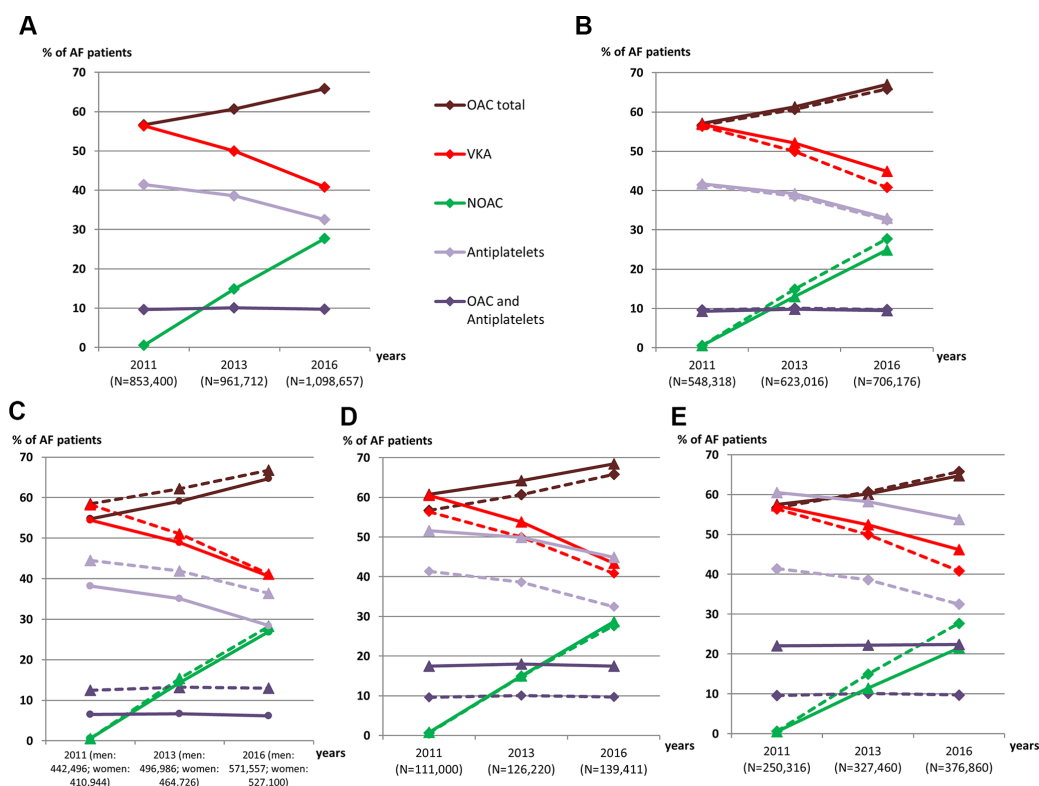 A
% of AF patients
70
60
50
40
30
20
10
0
2011
(N=853,400)
2013
(N=961,712)
2016
(N=1,098,657)
years
OAC total
VKA
NOAC
Antiplatelets
OAC and
Antiplatelets
B
% of AF patients
70
60
50
40
30
20
10
0
2011
(N=548,318)
2013
(N=623,016)
2016
(N=706,176)
years
C
% of AF patients
70
60
50
40
30
20
10
0
2011 (men:
442,496; women:
410.944)
2013 (men:
496,986; women:
464.726)
2016 (men:
571,557; women:
527.100)
years
D
% of AF patients
70
60
50
40
30
20
10
0
2011
(N=111,000)
2013
(N=126,220)
2016
(N=139,411)
years
E
% of AF patients
70
60
50
40
30
20
10
0
2011
(N=250,316)
2013
(N=327,460)
2016
(N=376,860)
years